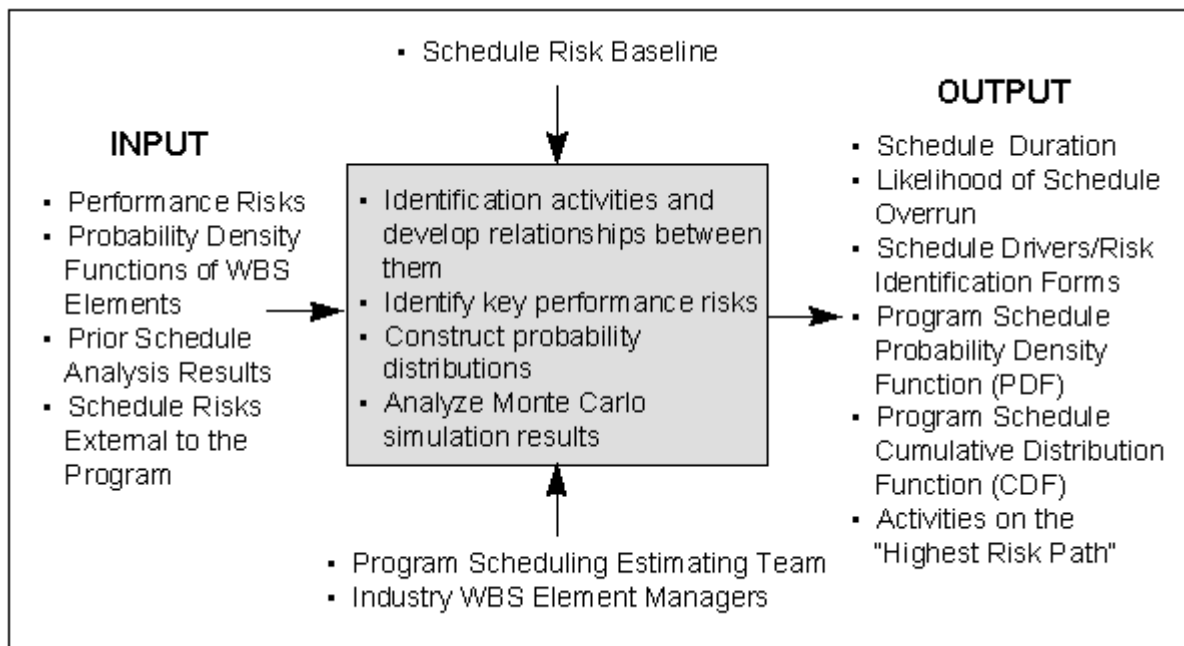 ▪ Schedule Risk Baseline
INPUT
▪ Performance Risks
▪ Probability Density
Functions of WBS
Elements
▪ Prior Schedule
Analysis Results
▪ Schedule Risks
External to the
Program
▪ Identification activities and
develop relationships between
them
▪ Identify key performance risks
▪ Construct probability
distributions
▪ Analyze Monte Carlo
simulation results
▪ Program Scheduling Estimating Team
▪ Industry WBS Element Managers
OUTPUT
▪ Schedule Duration
▪ Likelihood of Schedule
Overrun
▪ Schedule Drivers/Risk
Identification Forms
▪ Program Schedule
Probability Density
Function (PDF)
▪ Program Schedule
Cumulative Distribution
Function (CDF)
▪ Activities on the
"Highest Risk Path"